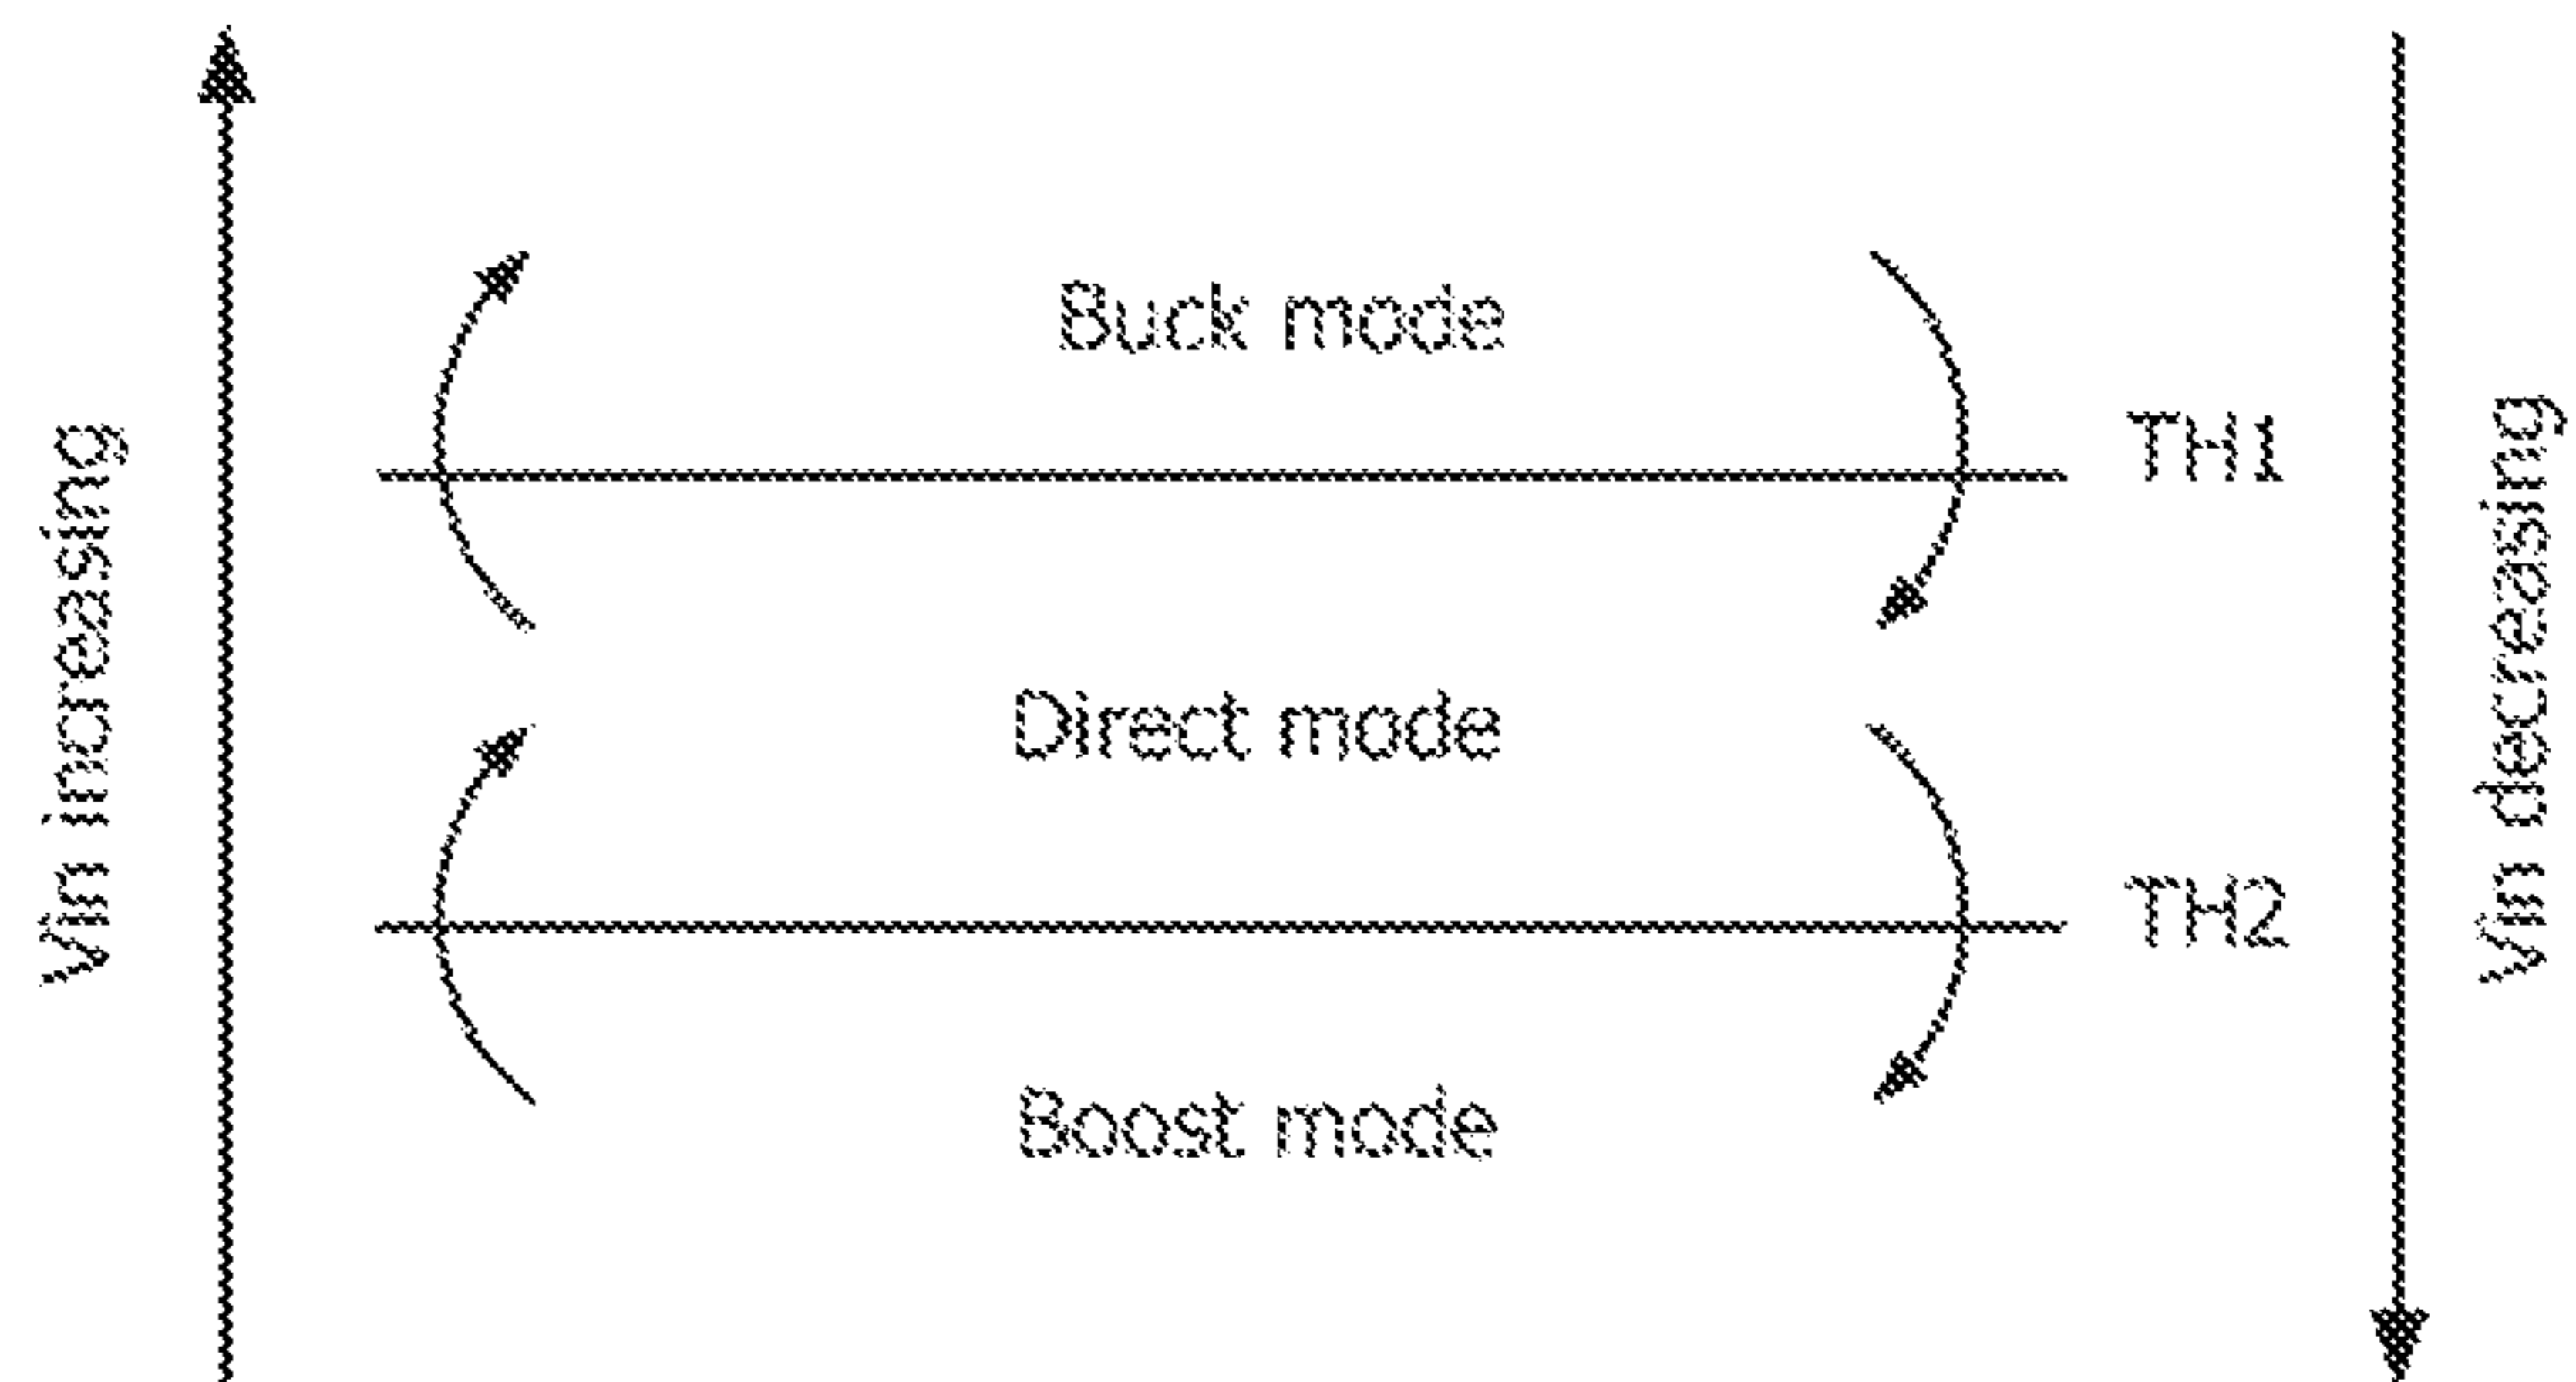 Vin increasing
Buck mode
TH1
Direct mode
TH2
Boost mode
Vin decreasing